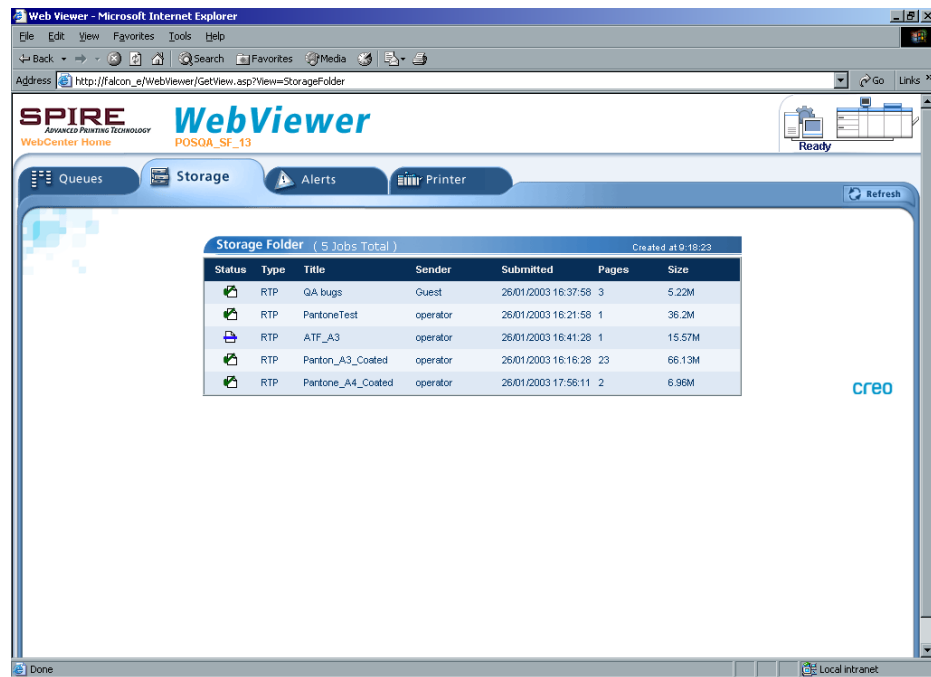 Web Viewer - Microsoft Internet Explorer
File Edit View Favorites Tools Help
Back Search Favorites Media
Address http://falcon_e/WebViewer/GetView.asp?View=StorageFolder Go Links »
SPIRE
ADVANCED PRINTING TECHNOLOGY
WebCenter Home
WebViewer
POSQA_SF_13
Ready
Queues Storage Alerts Printer
Refresh
Storage Folder ( 5 Jobs Total ) Created at 9:18:23
Status Type Title Sender Submitted Pages Size
RTP QA bugs Guest 26/01/2003 16:37:58 3 5.22M
RTP PantoneTest operator 26/01/2003 16:21:58 1 36.2M
RTP ATF_A3 operator 26/01/2003 16:41:28 1 15.57M
RTP Panton_A3_Coated operator 26/01/2003 16:16:28 23 66.13M
RTP Pantone_A4_Coated operator 26/01/2003 17:56:11 2 6.96M
creo
Done Local intranet